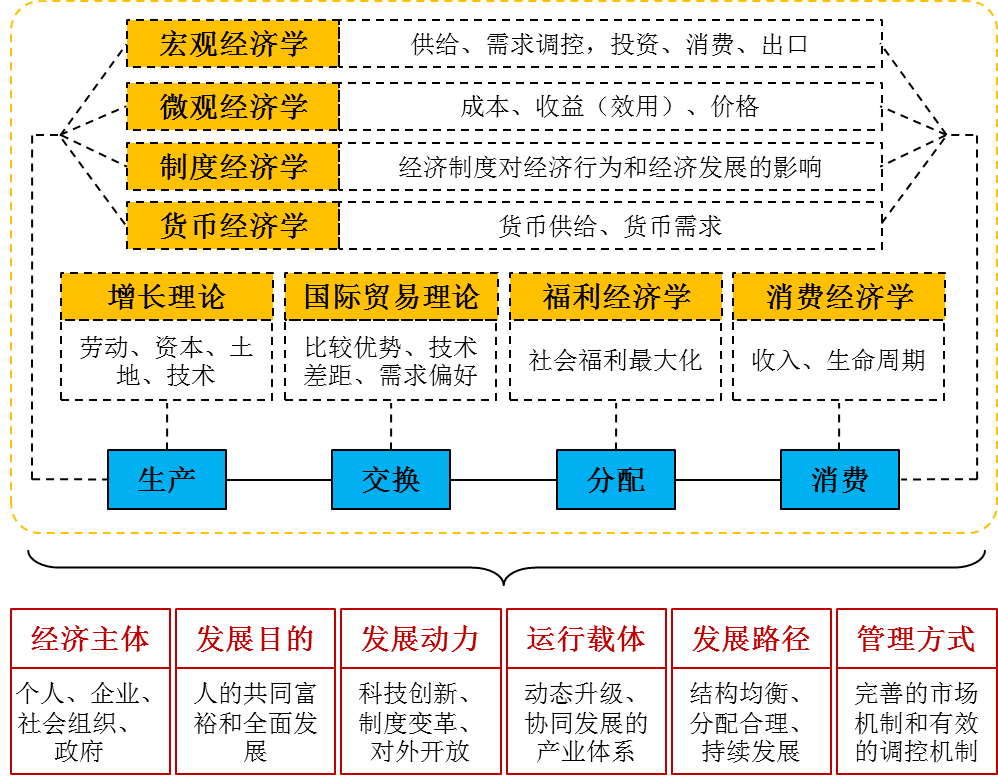 宏观经济学 供给、需求调控，投资、消费、出口
微观经济学 成本、收益（效用）、价格
制度经济学 经济制度对经济行为和经济发展的影响
货币经济学 货币供给、货币需求
增长理论
劳动、资本、土
地、技术
国际贸易理论
比较优势、技术
差距、需求偏好
福利经济学
社会福利最大化
消费经济学
收入、生命周期
生产
交换
分配
消费
经济主体
个人、企业、
社会组织、
政府
发展目的
人的共同富
裕和全面发
展
发展动力
科技创新、
制度变革、
对外开放
运行载体
动态升级、
协同发展的
产业体系
发展路径
结构均衡、
分配合理、
持续发展
管理方式
完善的市场
机制和有效
的调控机制